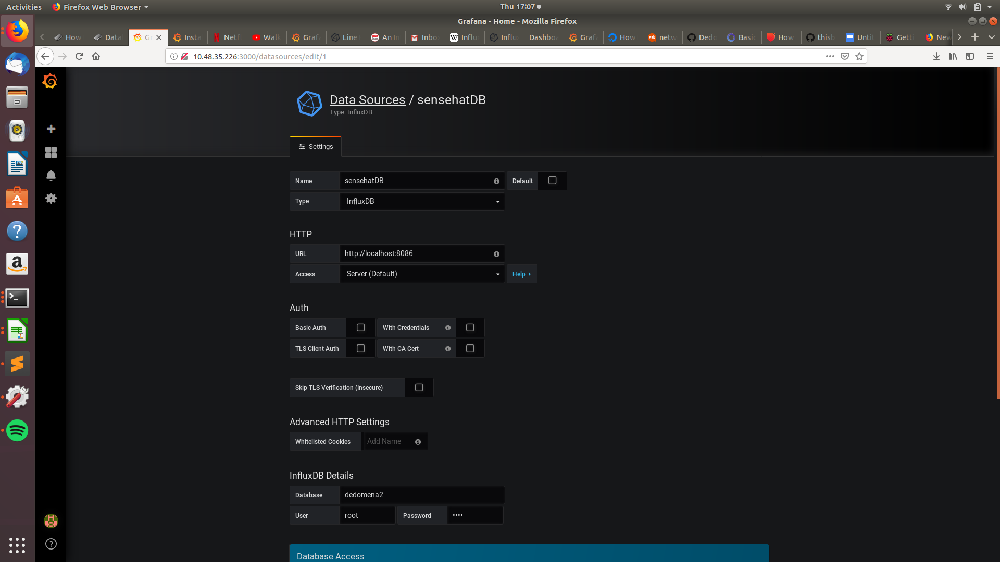 Activities Firefox Web Browser Thu 17:07
Grafana - Home - Mozilla Firefox
How Data Gr Insta Netfl Walk Grafa Line An In Inbo Influ Influ Dashbo Grafa How netw Dedo Basic How thisb Untit Getti New
10.48.35.226:3000/datasources/edit/1
Data Sources / sensehatDB
Type: InfluxDB
Settings
Name sensehatDB Default
Type InfluxDB
HTTP
URL http://localhost:8086
Access Server (Default) Help
Auth
Basic Auth With Credentials
TLS Client Auth With CA Cert
Skip TLS Verification (Insecure)
Advanced HTTP Settings
Whitelisted Cookies Add Name
InfluxDB Details
Database dedomena2
User root Password ••••
Database Access